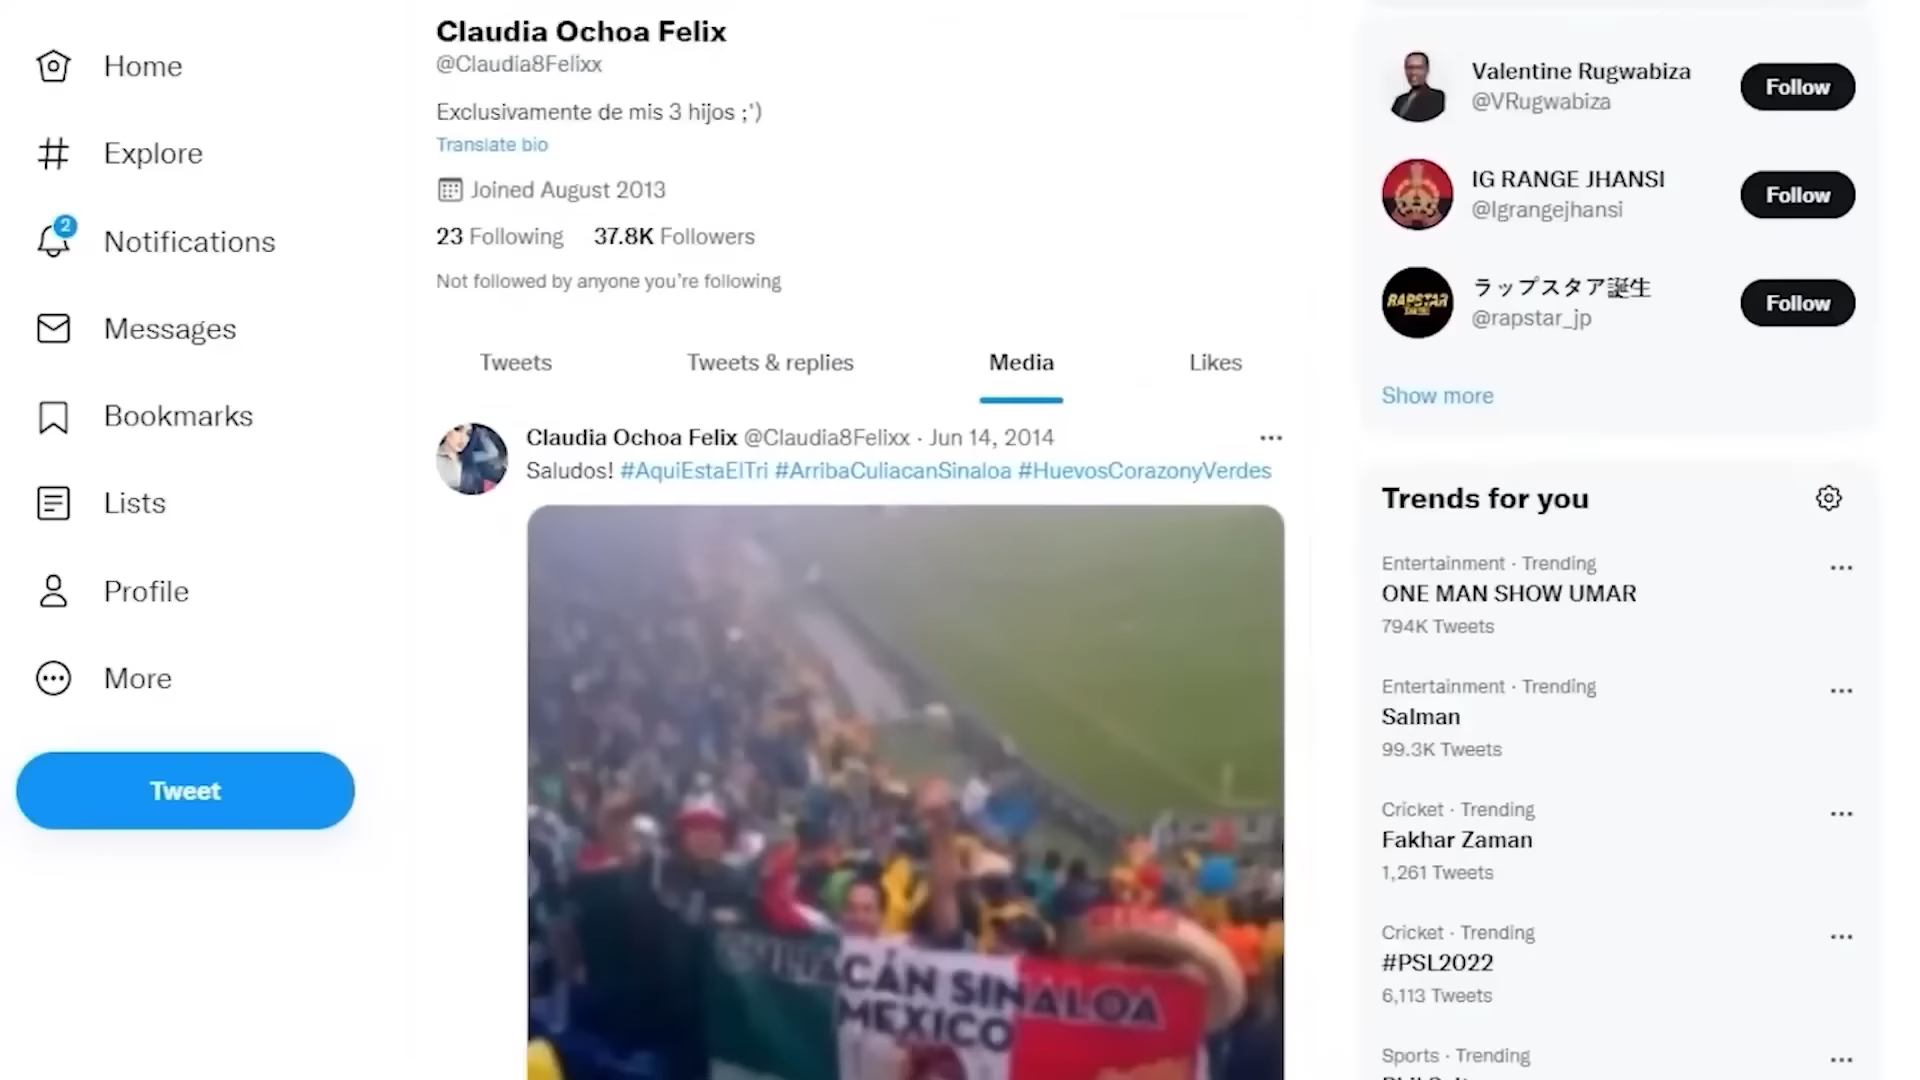 Home
Explore
2
Notifications
Messages
Bookmarks
Lists
Profile
More
Tweet
Claudia Ochoa Felix
@Claudia8Felixx
Exclusivamente de mis 3 hijos ;')
Translate bio
Joined August 2013
23 Following 37.8K Followers
Not followed by anyone you're following
Tweets Tweets & replies Media Likes
Claudia Ochoa Felix @Claudia8Felixx · Jun 14, 2014
Saludos! #AquiEstaElTri #ArribaCuliacanSinaloa #HuevosCorazonyVerdes
CULIACÁN SINALOA
MEXICO
Valentine Rugwabiza
@VRugwabiza
Follow
IG RANGE JHANSI
@Igrangejhansi
Follow
RAPSTAR
ラップスタア誕生
@rapstar_jp
Follow
Show more
Trends for you
Entertainment · Trending
ONE MAN SHOW UMAR
794K Tweets
Entertainment · Trending
Salman
99.3K Tweets
Cricket · Trending
Fakhar Zaman
1,261 Tweets
Cricket · Trending
#PSL2022
6,113 Tweets
Sports · Trending